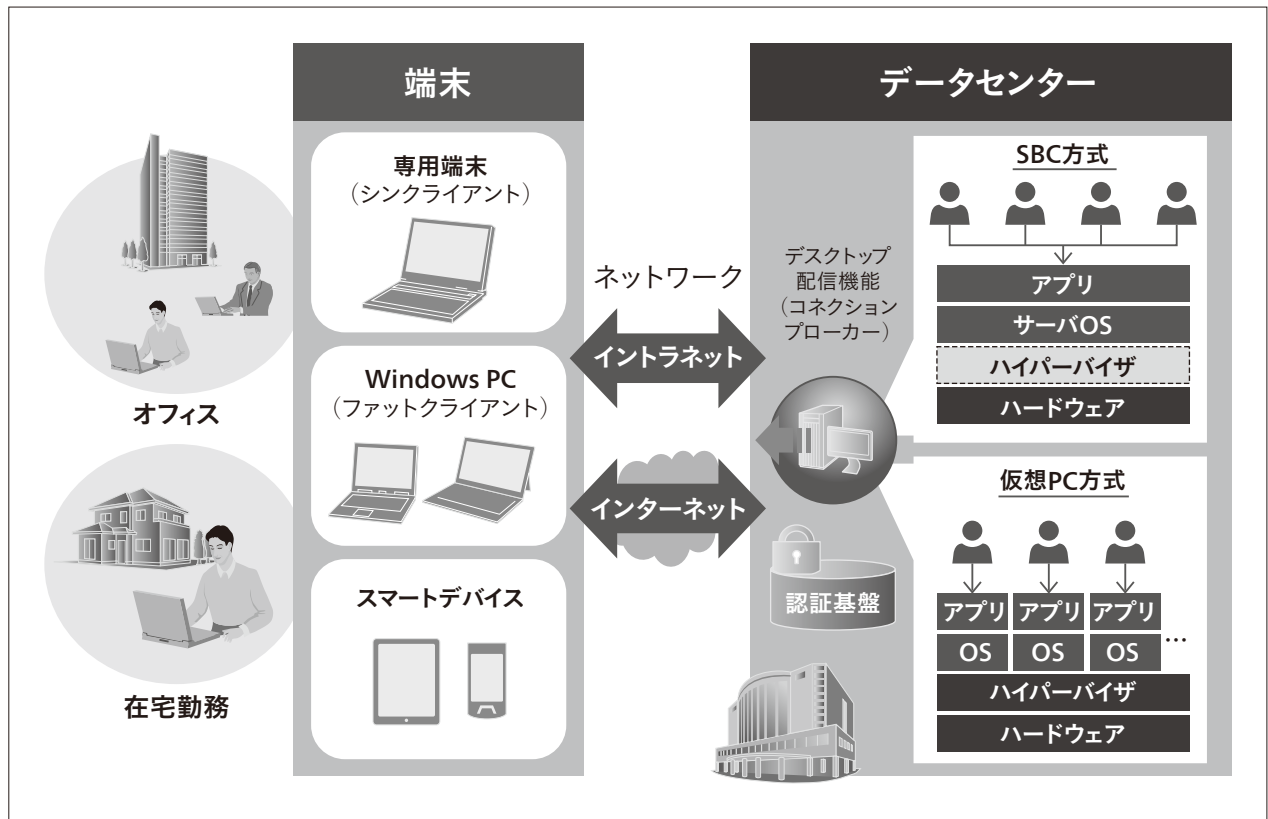 端末
データセンター
オフィス
在宅勤務
専用端末
（シンクライアント）
Windows PC
（ファットクライアント）
スマートデバイス
ネットワーク
イントラネット
インターネット
デスクトップ
配信機能
（コネクション
ブローカー）
認証基盤
SBC方式
アプリ
サーバOS
ハイパーバイザ
ハードウェア
仮想PC方式
アプリ アプリ アプリ
OS OS OS …
ハイパーバイザ
ハードウェア